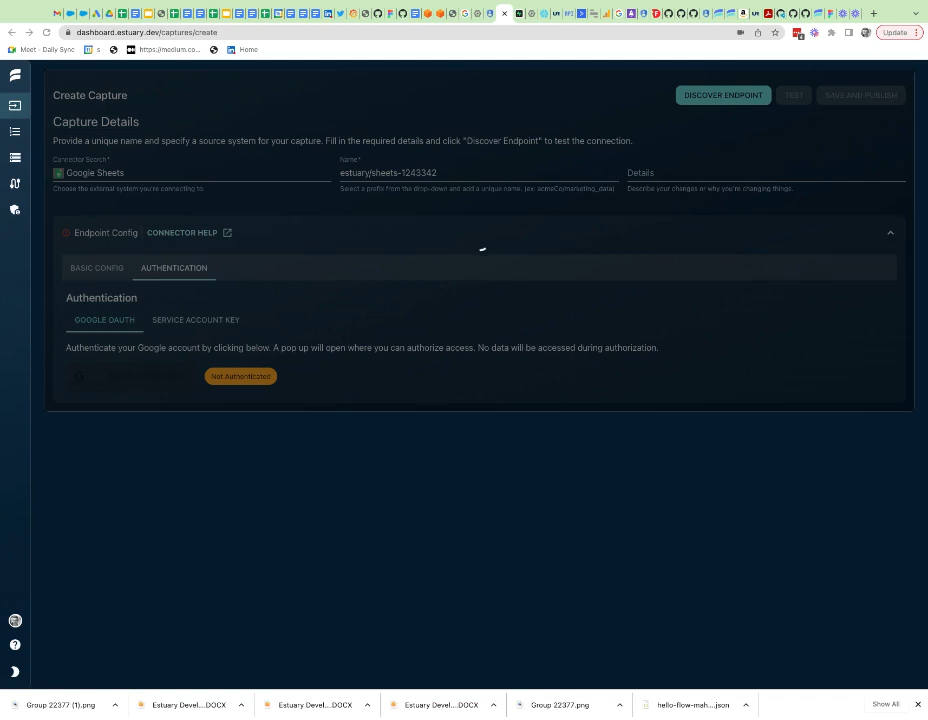 dashboard.estuary.dev/captures/create
4
Update
Meet - Daily Sync
s
https://medium.co...
Home
Create Capture
DISCOVER ENDPOINT
TEST
SAVE AND PUBLISH
Capture Details
Provide a unique name and specify a source system for your capture. Fill in the required details and click "Discover Endpoint" to test the connection.
Connector Search*
Name*
Google Sheets
estuary/sheets-1243342
Details
Choose the external system you're connecting to.
Select a prefix from the drop-down and add a unique name. (ex: acmeCo/marketing_data)
Describe your changes or why you're changing things.
Endpoint Config
CONNECTOR HELP
BASIC CONFIG
AUTHENTICATION
Authentication
GOOGLE OAUTH
SERVICE ACCOUNT KEY
Authenticate your Google account by clicking below. A pop up will open where you can authorize access. No data will be accessed during authorization.
Not Authenticated
Group 22377 (1).png
Estuary Devel....DOCX
Estuary Devel....DOCX
Estuary Devel....DOCX
Group 22377.png
hello-flow-mah....json
Show All